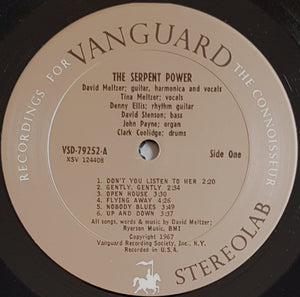 RECORDINGS FOR VANGUARD THE CONNOISSEUR
THE SERPENT POWER
David Meltzer; guitar, harmonica and vocals
Tina Meltzer; vocals
Denny Ellis; rhythm guitar
David Stenson; bass
John Payne; organ
Clark Coolidge; drums
VSD-79252-A
Side One
XSV 124408
1. DON'T YOU LISTEN TO HER 2:20
2. GENTLY, GENTLY 2:34
3. OPEN HOUSE 3:30
4. FLYING AWAY 4:26
5. NOBODY BLUES 3:49
6. UP AND DOWN 3:37
All songs, words & music by David Meltzer;
Ryerson Music, BMI
Copyright 1967
Vanguard Recording Society, Inc., N.Y.
Recorded in U.S.A.
STEREOLAB